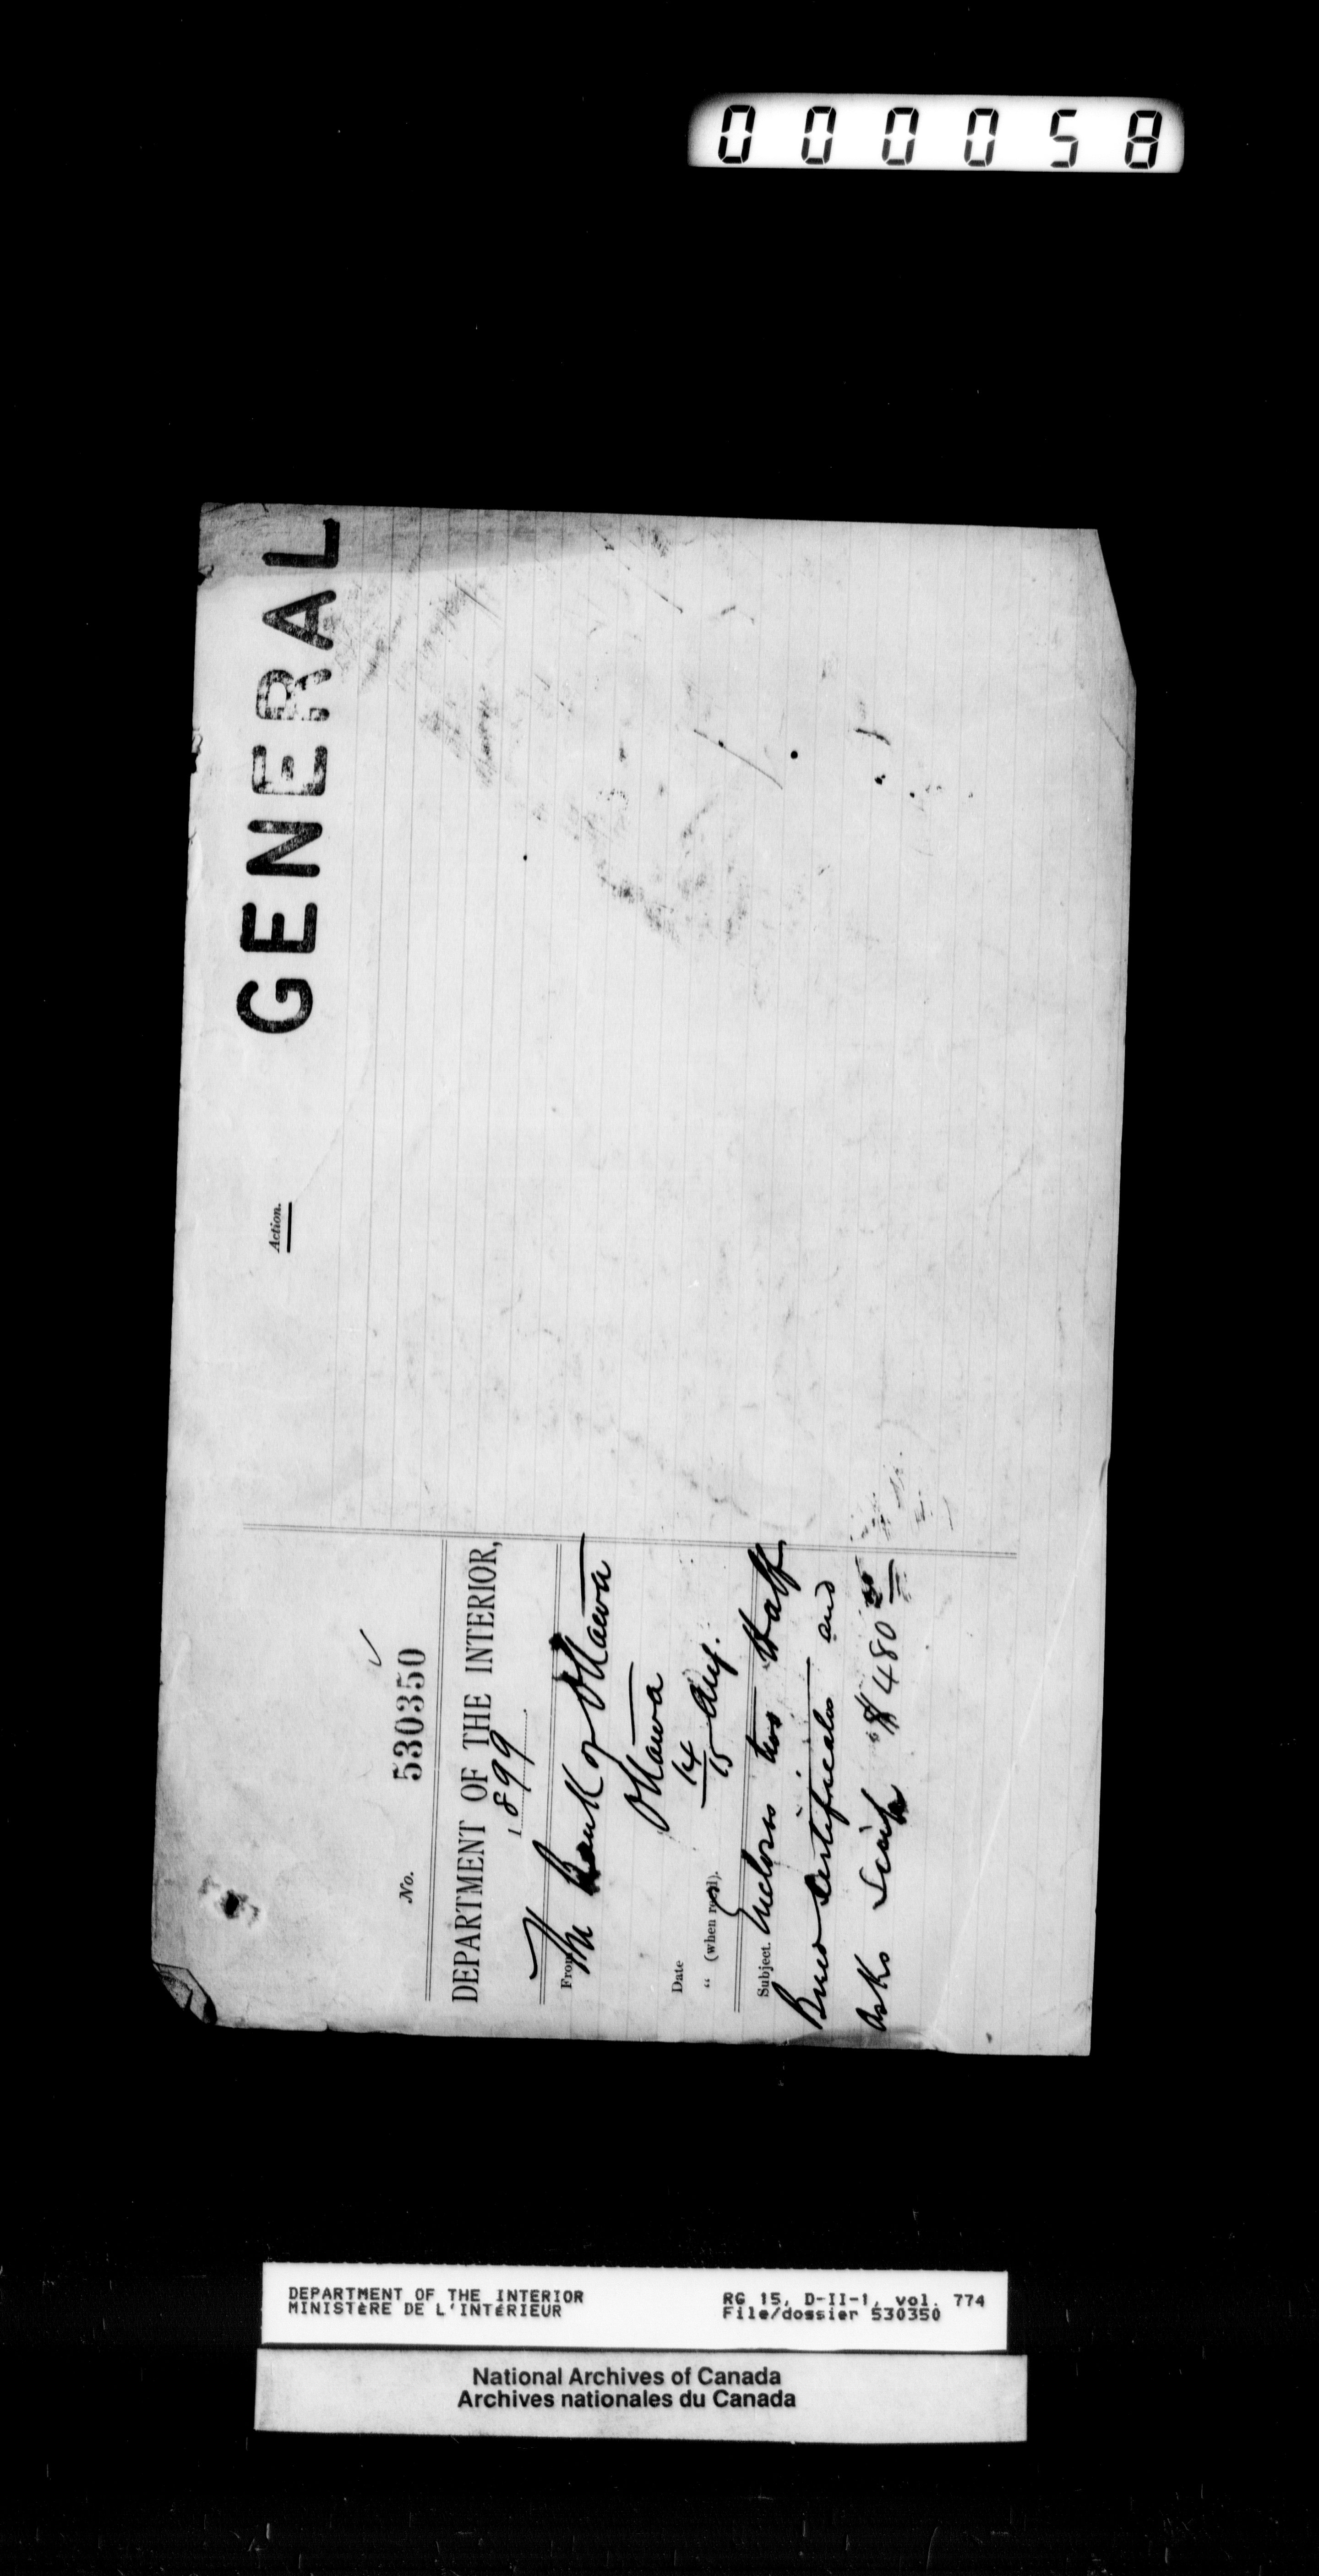 000058
GENERAL
Action.
No. 530350
DEPARTMENT OF THE INTERIOR,
1899
From The Bank of Ottawa
Ottawa
Date 14
" (when rec'd). 15 Aug.
Subject. Encloses two Half
Breed Certificates and
asks Scrip $480 00
DEPARTMENT OF THE INTERIOR
MINISTÈRE DE L'INTÉRIEUR
RG 15, D-II-1, vol. 774
File/dossier 530350
National Archives of Canada
Archives nationales du Canada